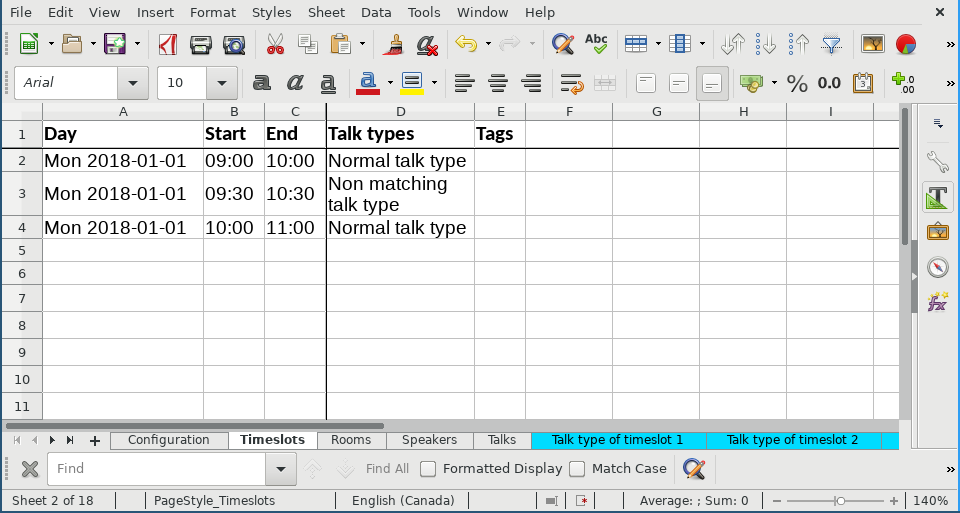 File Edit View Insert Format Styles Sheet Data Tools Window Help
Abc
Arial 10 a a a a % 0.0
A B C D E F G H I
1 Day Start End Talk types Tags
2 Mon 2018-01-01 09:00 10:00 Normal talk type
3 Mon 2018-01-01 09:30 10:30 Non matching
talk type
4 Mon 2018-01-01 10:00 11:00 Normal talk type
5
6
7
8
9
10
11
Configuration Timeslots Rooms Speakers Talks Talk type of timeslot 1 Talk type of timeslot 2
Find Find All Formatted Display Match Case
Sheet 2 of 18 PageStyle_Timeslots English (Canada) Average: ; Sum: 0 140%